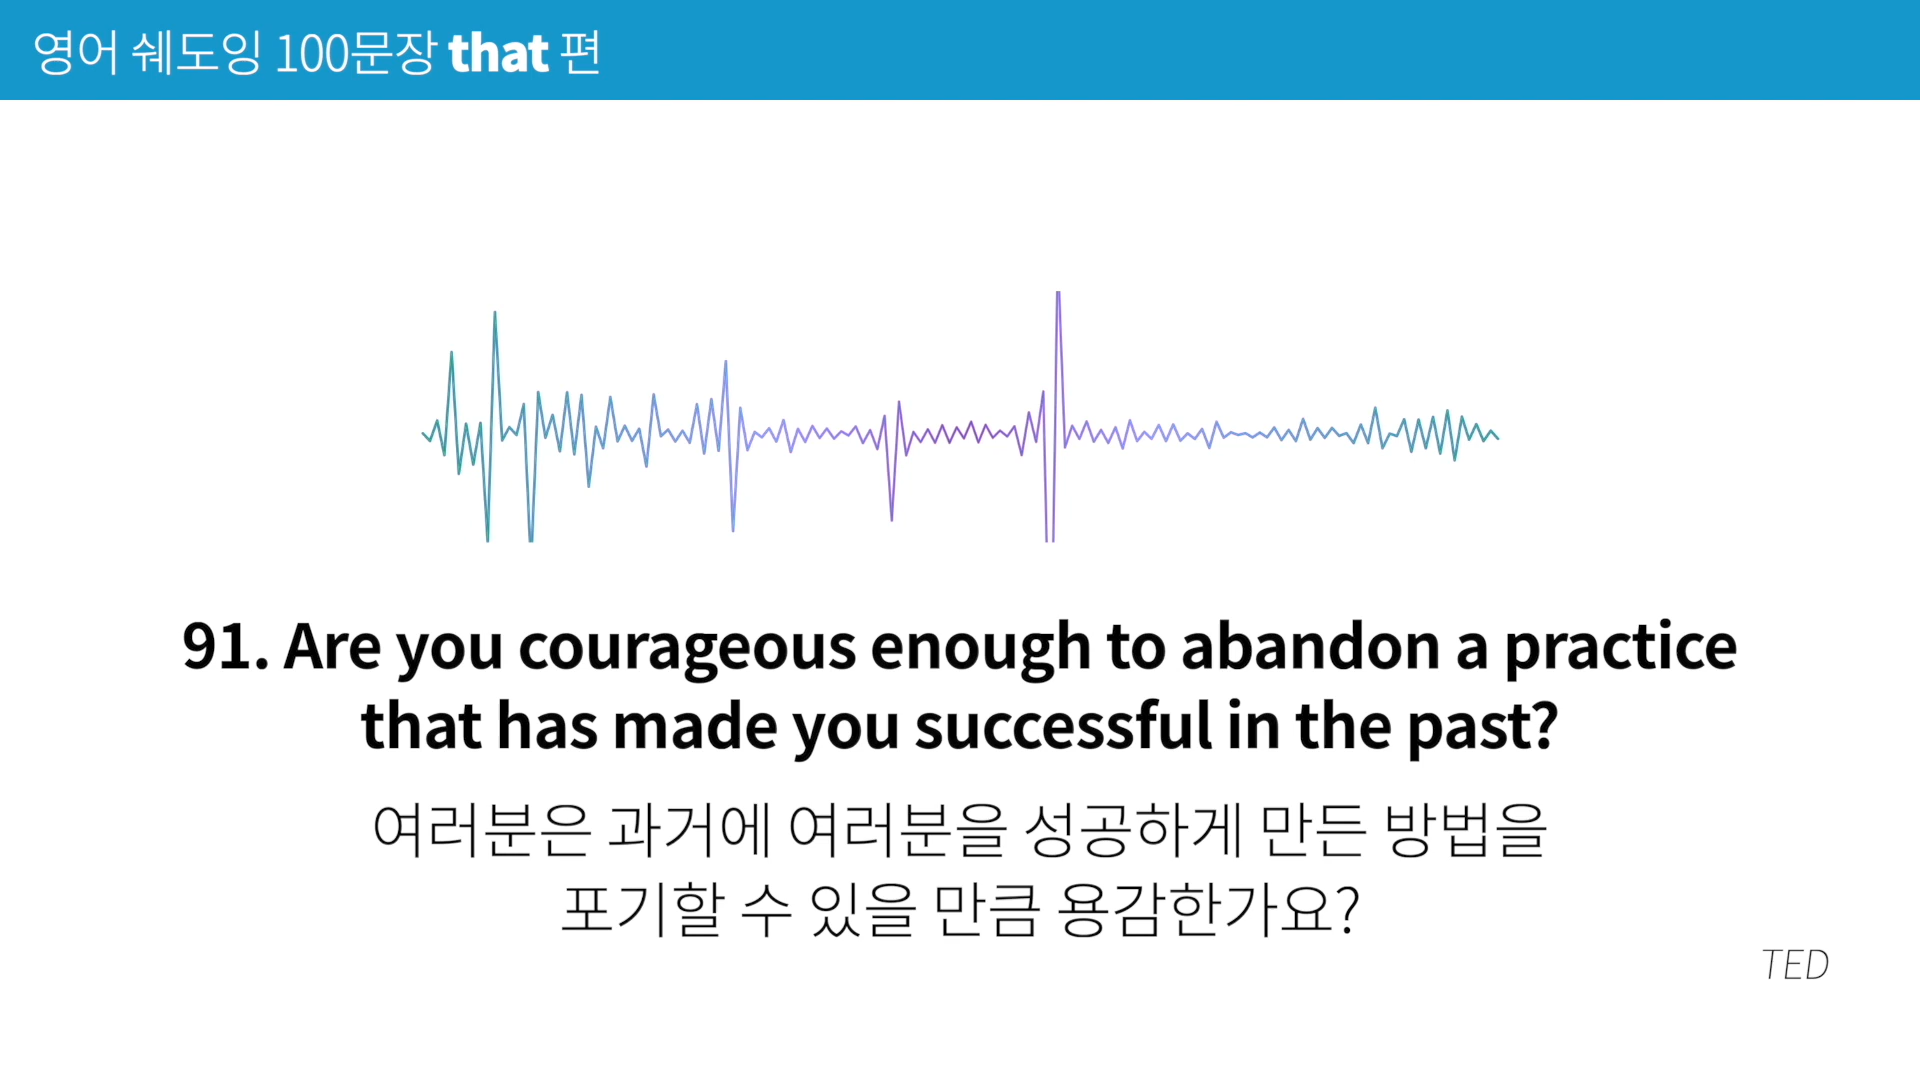 영어 쉐도잉 100문장 that 편
91. Are you courageous enough to abandon a practice
that has made you successful in the past?
여러분은 과거에 여러분을 성공하게 만든 방법을
포기할 수 있을 만큼 용감한가요?
TED